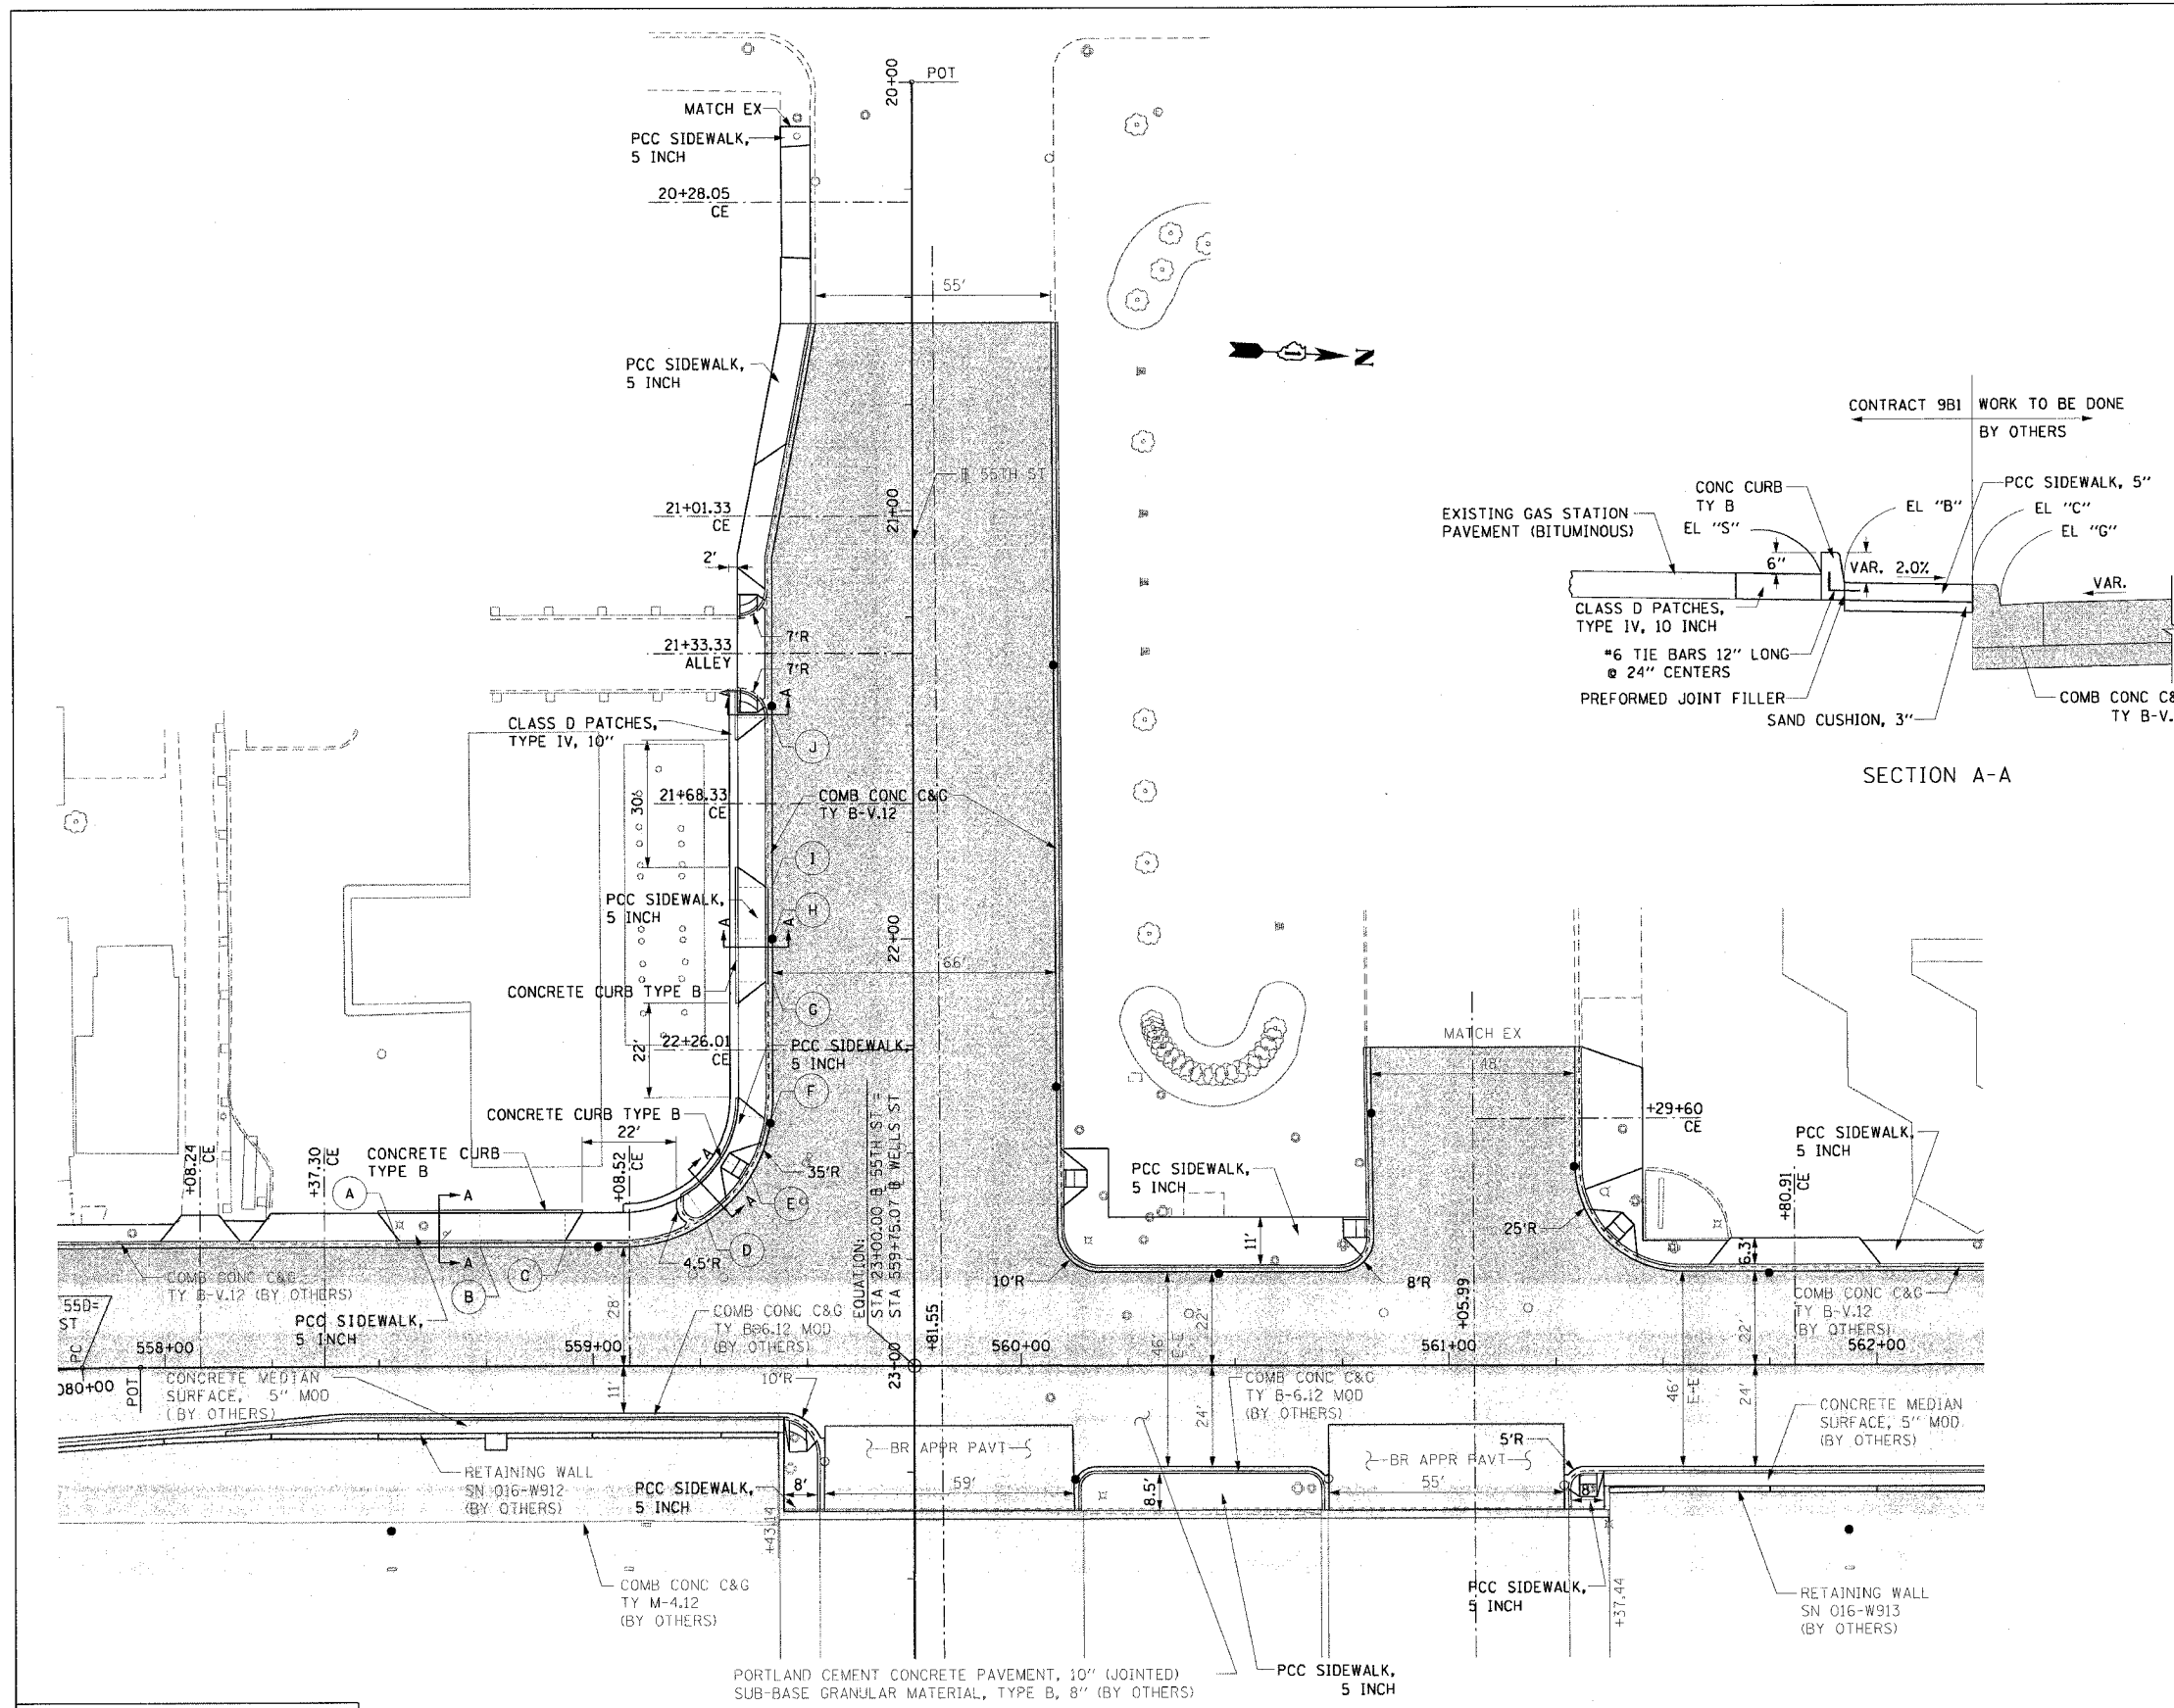 20+00
POT
MATCH EX
PCC SIDEWALK,
5 INCH
20+28.05
CE
55'
PCC SIDEWALK,
5 INCH
N
℄ 55TH ST
21+01.33
CE
21+00
2'
7'R
21+33.33
ALLEY
7'R
A
A
CLASS D PATCHES,
TYPE IV, 10"
J
21+68.33
CE
COMB CONC C&G
TY B-V.12
I
PCC SIDEWALK,
5 INCH
H
A
A
22+00
66'
CONCRETE CURB TYPE B
G
22'
22+26.01
CE
PCC SIDEWALK,
5 INCH
F
CONCRETE CURB TYPE B
22'
CONCRETE CURB
TYPE B
+08.24
CE
+37.30
CE
+08.52
CE
A
A
A
A
A
35'R
E
D
4.5'R
C
B
COMB CONC C&G
TY B-V.12 (BY OTHERS)
PCC SIDEWALK,
5 INCH
28'
COMB CONC C&G
TY B-6.12 MOD
(BY OTHERS)
EQUATION:
STA 23+00.00 ℄ 55TH ST =
STA 559+75.07 ℄ WELLS ST
+81.55
23+00
55D=
ST
PC
080+00
POT
558+00
559+00
560+00
561+00
562+00
CONCRETE MEDIAN
SURFACE, 5" MOD
(BY OTHERS)
11'
10'R
RETAINING WALL
SN 016-W912
(BY OTHERS)
PCC SIDEWALK,
5 INCH
8'
BR APPR PAVT
59'
+43.14
COMB CONC C&G
TY M-4.12
(BY OTHERS)
PORTLAND CEMENT CONCRETE PAVEMENT, 10" (JOINTED)
SUB-BASE GRANULAR MATERIAL, TYPE B, 8" (BY OTHERS)
PCC SIDEWALK,
5 INCH
10'R
11'
PCC SIDEWALK,
5 INCH
8'R
46'
E-E
22'
24'
COMB CONC C&G
TY B-6.12 MOD
(BY OTHERS)
8.5'
BR APPR PAVT
55'
5'R
8'
+37.44
PCC SIDEWALK,
5 INCH
MATCH EX
48'
+29+60
CE
25'R
+05.99
+80.91
CE
PCC SIDEWALK,
5 INCH
6.3'
COMB CONC C&G
TY B-V.12
(BY OTHERS)
46'
E-E
22'
24'
CONCRETE MEDIAN
SURFACE, 5" MOD
(BY OTHERS)
RETAINING WALL
SN 016-W913
(BY OTHERS)
CONTRACT 9B1
WORK TO BE DONE
BY OTHERS
CONC CURB
TY B
EL "S"
EL "B"
PCC SIDEWALK, 5"
EL "C"
EL "G"
EXISTING GAS STATION
PAVEMENT (BITUMINOUS)
6"
VAR. 2.0%
VAR.
CLASS D PATCHES,
TYPE IV, 10 INCH
#6 TIE BARS 12" LONG
@ 24" CENTERS
PREFORMED JOINT FILLER
SAND CUSHION, 3"
COMB CONC
TY B-V.
SECTION A-A